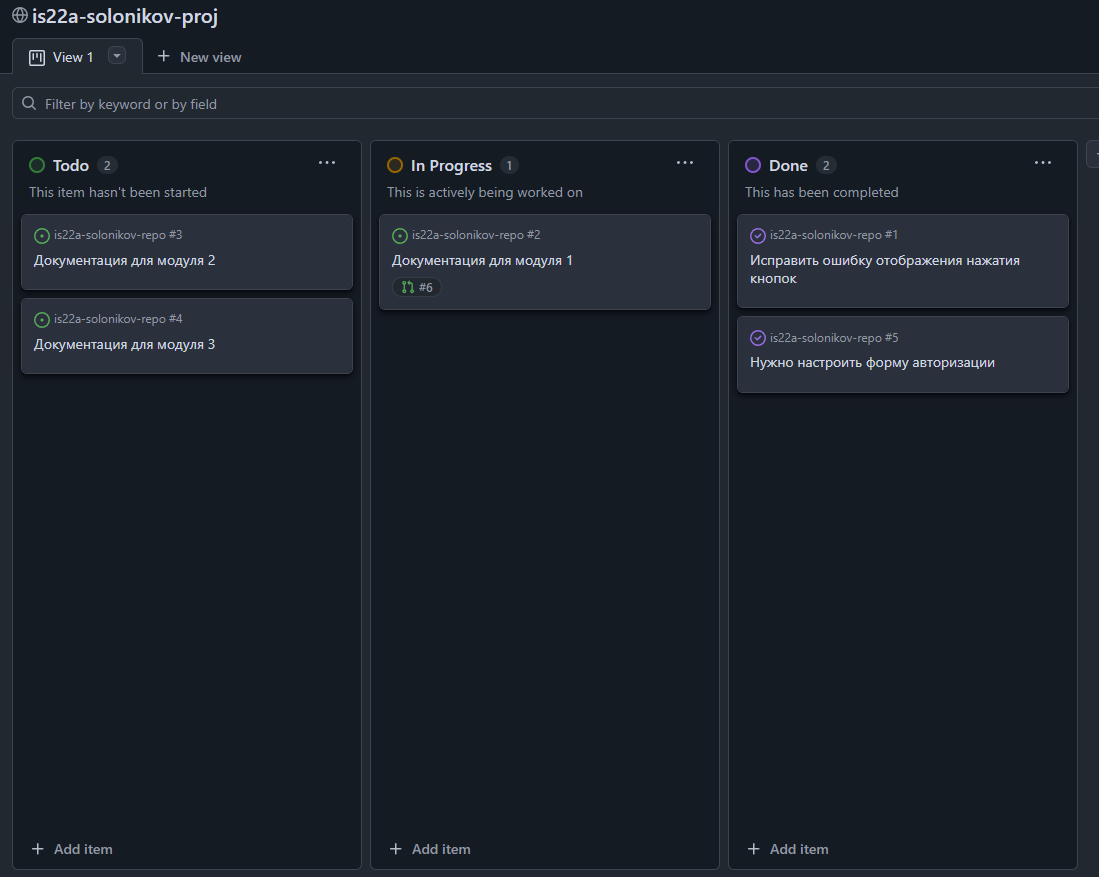 is22a-solonikov-proj
View 1
New view
Filter by keyword or by field
Todo 2
This item hasn't been started
is22a-solonikov-repo #3
Документация для модуля 2
is22a-solonikov-repo #4
Документация для модуля 3
Add item
In Progress 1
This is actively being worked on
is22a-solonikov-repo #2
Документация для модуля 1
#6
Add item
Done 2
This has been completed
is22a-solonikov-repo #1
Исправить ошибку отображения нажатия
кнопок
is22a-solonikov-repo #5
Нужно настроить форму авторизации
Add item